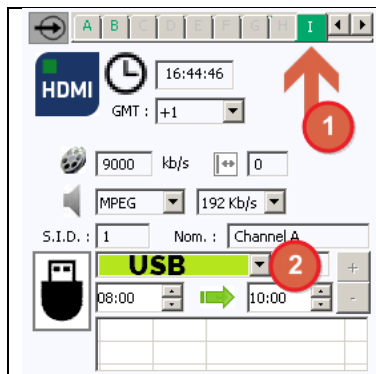 A B C D E F G H I
HDMI
16:44:46
GMT : +1
1
9000 kb/s 0
MPEG 192 Kb/s
S.I.D. : 1 Nom. : Channel A
USB 2 +
08:00 10:00 -